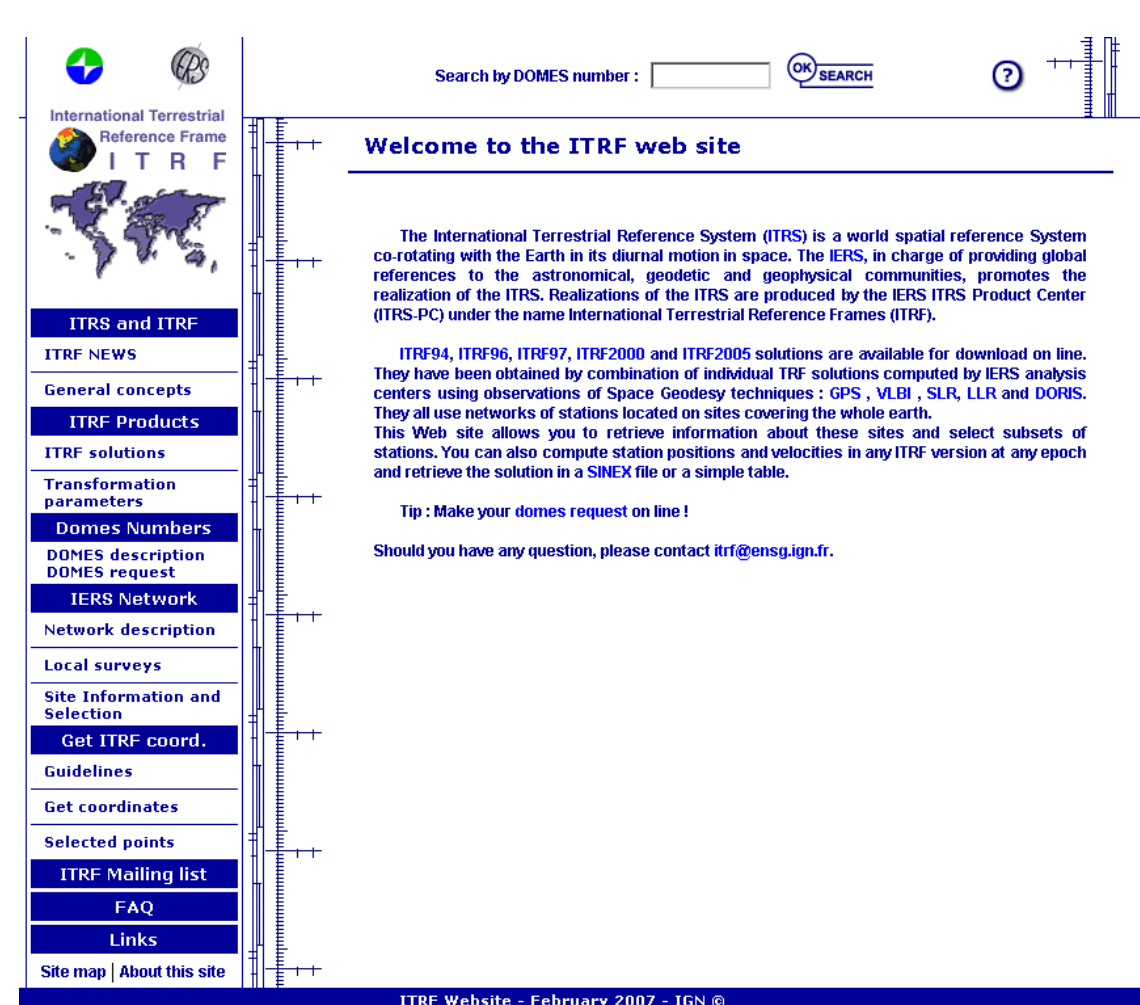 International Terrestrial
Reference Frame
I T R F
Search by DOMES number :
OK SEARCH
?
ITRS and ITRF
ITRF NEWS
General concepts
ITRF Products
ITRF solutions
Transformation
parameters
Domes Numbers
DOMES description
DOMES request
IERS Network
Network description
Local surveys
Site Information and
Selection
Get ITRF coord.
Guidelines
Get coordinates
Selected points
ITRF Mailing list
FAQ
Links
Site map | About this site
Welcome to the ITRF web site
The International Terrestrial Reference System (ITRS) is a world spatial reference System
co-rotating with the Earth in its diurnal motion in space. The IERS, in charge of providing global
references to the astronomical, geodetic and geophysical communities, promotes the
realization of the ITRS. Realizations of the ITRS are produced by the IERS ITRS Product Center
(ITRS-PC) under the name International Terrestrial Reference Frames (ITRF).
ITRF94, ITRF96, ITRF97, ITRF2000 and ITRF2005 solutions are available for download on line.
They have been obtained by combination of individual TRF solutions computed by IERS analysis
centers using observations of Space Geodesy techniques : GPS , VLBI , SLR, LLR and DORIS.
They all use networks of stations located on sites covering the whole earth.
This Web site allows you to retrieve information about these sites and select subsets of
stations. You can also compute station positions and velocities in any ITRF version at any epoch
and retrieve the solution in a SINEX file or a simple table.
Tip : Make your domes request on line !
Should you have any question, please contact itrf@ensg.ign.fr.
ITRF Website - February 2007 - IGN ©